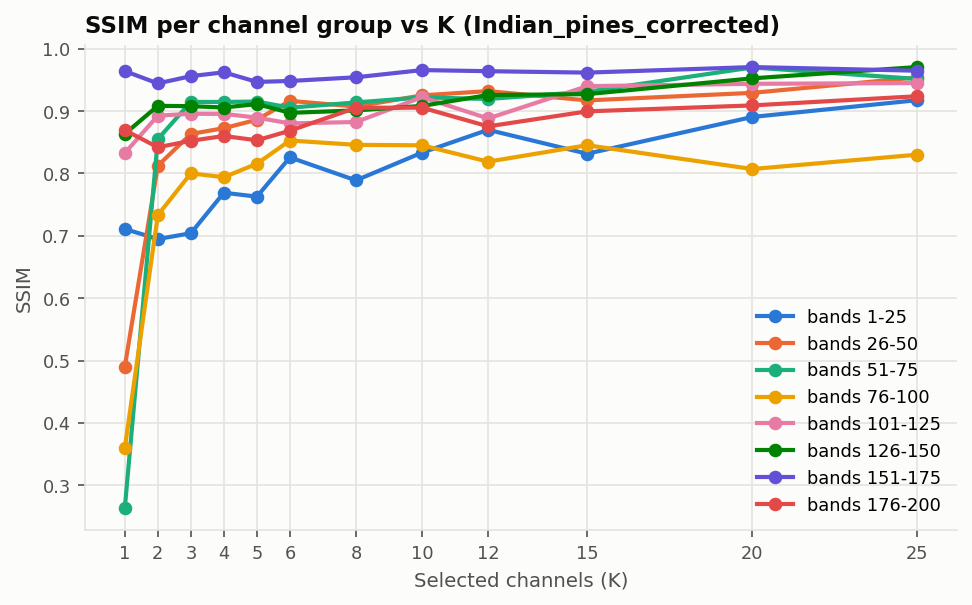 SSIM per channel group vs K (Indian_pines_corrected)
1.0
0.9
0.8
0.7
0.6
0.5
0.4
0.3
SSIM
bands 1-25
bands 26-50
bands 51-75
bands 76-100
bands 101-125
bands 126-150
bands 151-175
bands 176-200
1 2 3 4 5 6 8 10 12 15 20 25
Selected channels (K)